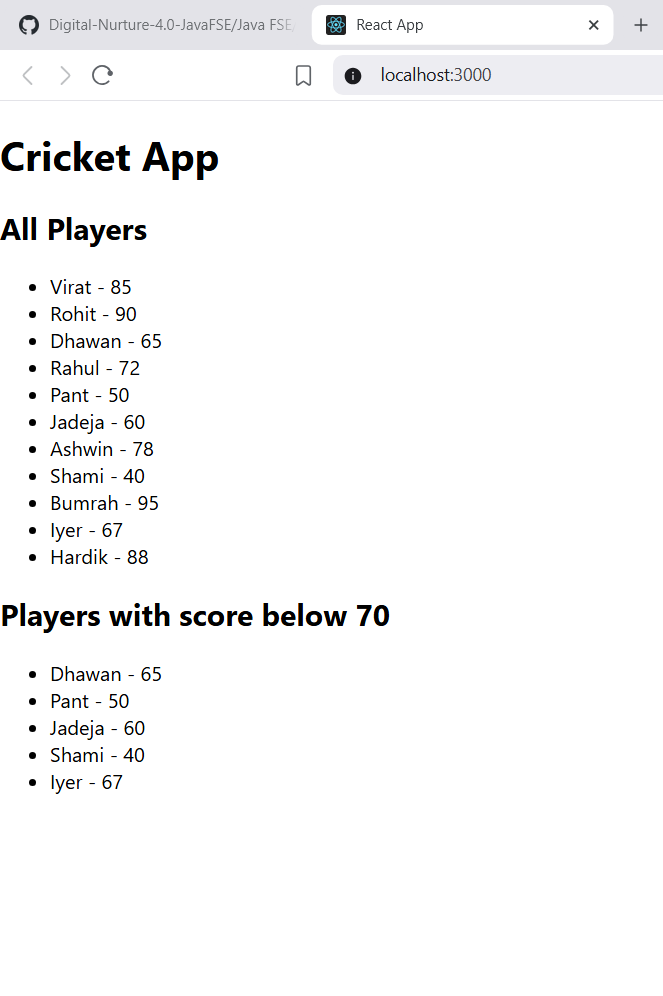 Digital-Nurture-4.0-JavaFSE/Java FSE/
React App
localhost:3000
Cricket App
All Players
Virat - 85
Rohit - 90
Dhawan - 65
Rahul - 72
Pant - 50
Jadeja - 60
Ashwin - 78
Shami - 40
Bumrah - 95
Iyer - 67
Hardik - 88
Players with score below 70
Dhawan - 65
Pant - 50
Jadeja - 60
Shami - 40
Iyer - 67